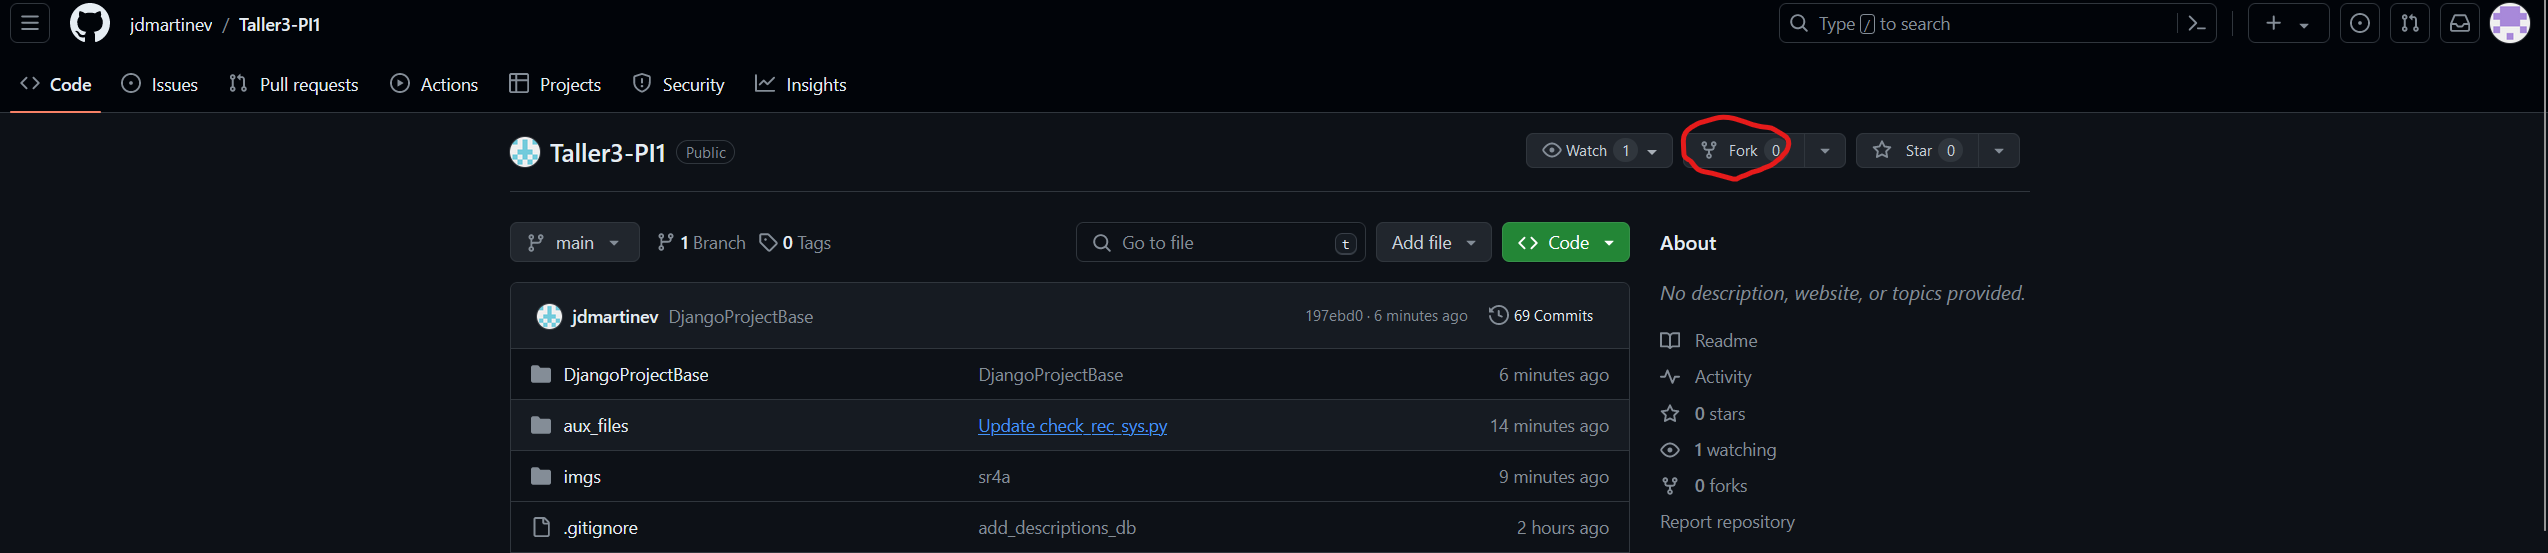 jdmartinev / Taller3-PI1
Type / to search
Code
Issues
Pull requests
Actions
Projects
Security
Insights
Taller3-PI1 Public
Watch 1
Fork 0
Star 0
main
1 Branch
0 Tags
Go to file t
Add file
Code
jdmartinev DjangoProjectBase
197ebd0 · 6 minutes ago
69 Commits
DjangoProjectBase DjangoProjectBase 6 minutes ago
aux_files Update check_rec_sys.py 14 minutes ago
imgs sr4a 9 minutes ago
.gitignore add_descriptions_db 2 hours ago
About
No description, website, or topics provided.
Readme
Activity
0 stars
1 watching
0 forks
Report repository